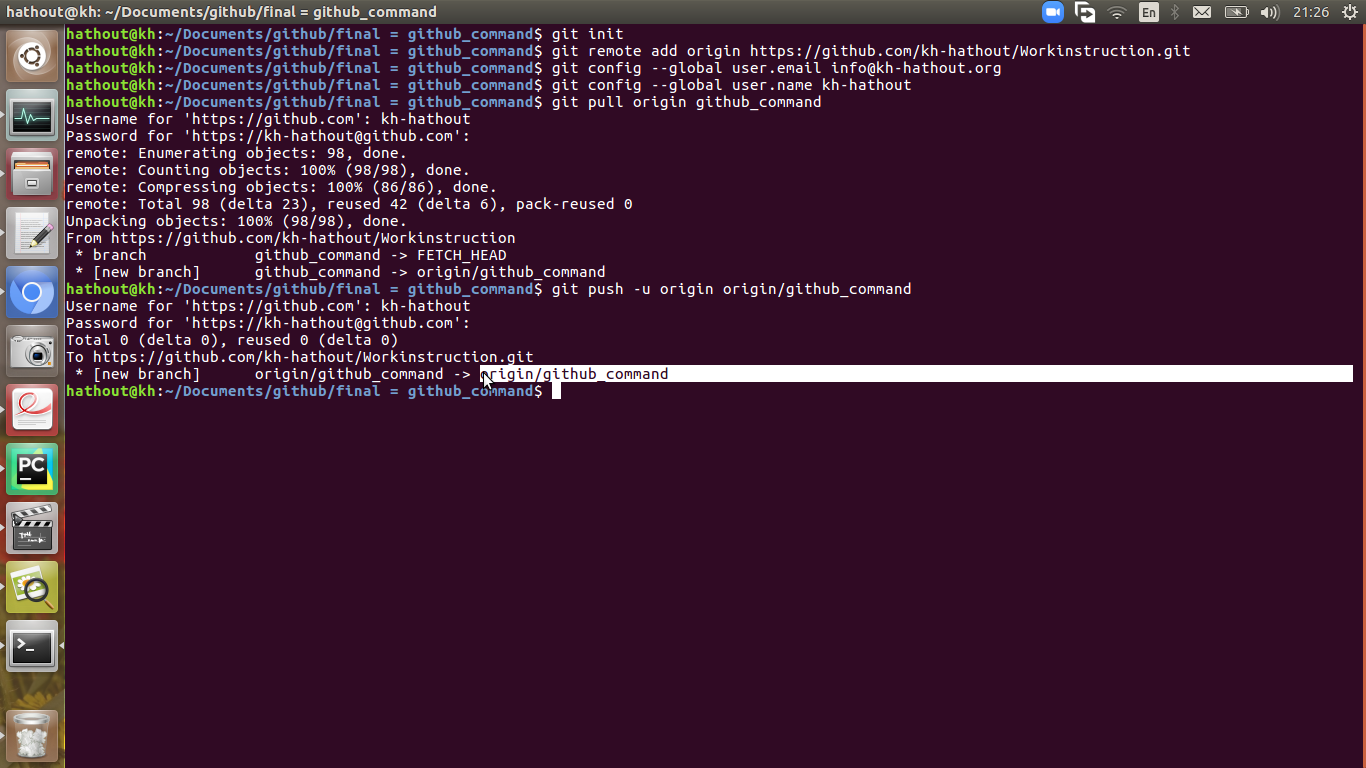 hathout@kh: ~/Documents/github/final = github_command
En
21:26
hathout@kh:~/Documents/github/final = github_command$ git init
hathout@kh:~/Documents/github/final = github_command$ git remote add origin https://github.com/kh-hathout/Workinstruction.git
hathout@kh:~/Documents/github/final = github_command$ git config --global user.email info@kh-hathout.org
hathout@kh:~/Documents/github/final = github_command$ git config --global user.name kh-hathout
hathout@kh:~/Documents/github/final = github_command$ git pull origin github_command
Username for 'https://github.com': kh-hathout
Password for 'https://kh-hathout@github.com':
remote: Enumerating objects: 98, done.
remote: Counting objects: 100% (98/98), done.
remote: Compressing objects: 100% (86/86), done.
remote: Total 98 (delta 23), reused 42 (delta 6), pack-reused 0
Unpacking objects: 100% (98/98), done.
From https://github.com/kh-hathout/Workinstruction
 * branch            github_command -> FETCH_HEAD
 * [new branch]      github_command -> origin/github_command
hathout@kh:~/Documents/github/final = github_command$ git push -u origin origin/github_command
Username for 'https://github.com': kh-hathout
Password for 'https://kh-hathout@github.com':
Total 0 (delta 0), reused 0 (delta 0)
To https://github.com/kh-hathout/Workinstruction.git
 * [new branch]      origin/github_command -> origin/github_command
hathout@kh:~/Documents/github/final = github_command$
PC